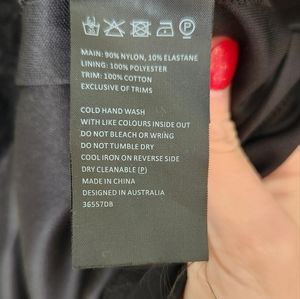 MAIN: 90% NYLON, 10% ELASTANE
LINING: 100% POLYESTER
TRIM: 100% COTTON
EXCLUSIVE OF TRIMS
COLD HAND WASH
WITH LIKE COLOURS INSIDE OUT
DO NOT BLEACH OR WRING
DO NOT TUMBLE DRY
COOL IRON ON REVERSE SIDE
DRY CLEANABLE (P)
MADE IN CHINA
DESIGNED IN AUSTRALIA
36557DB